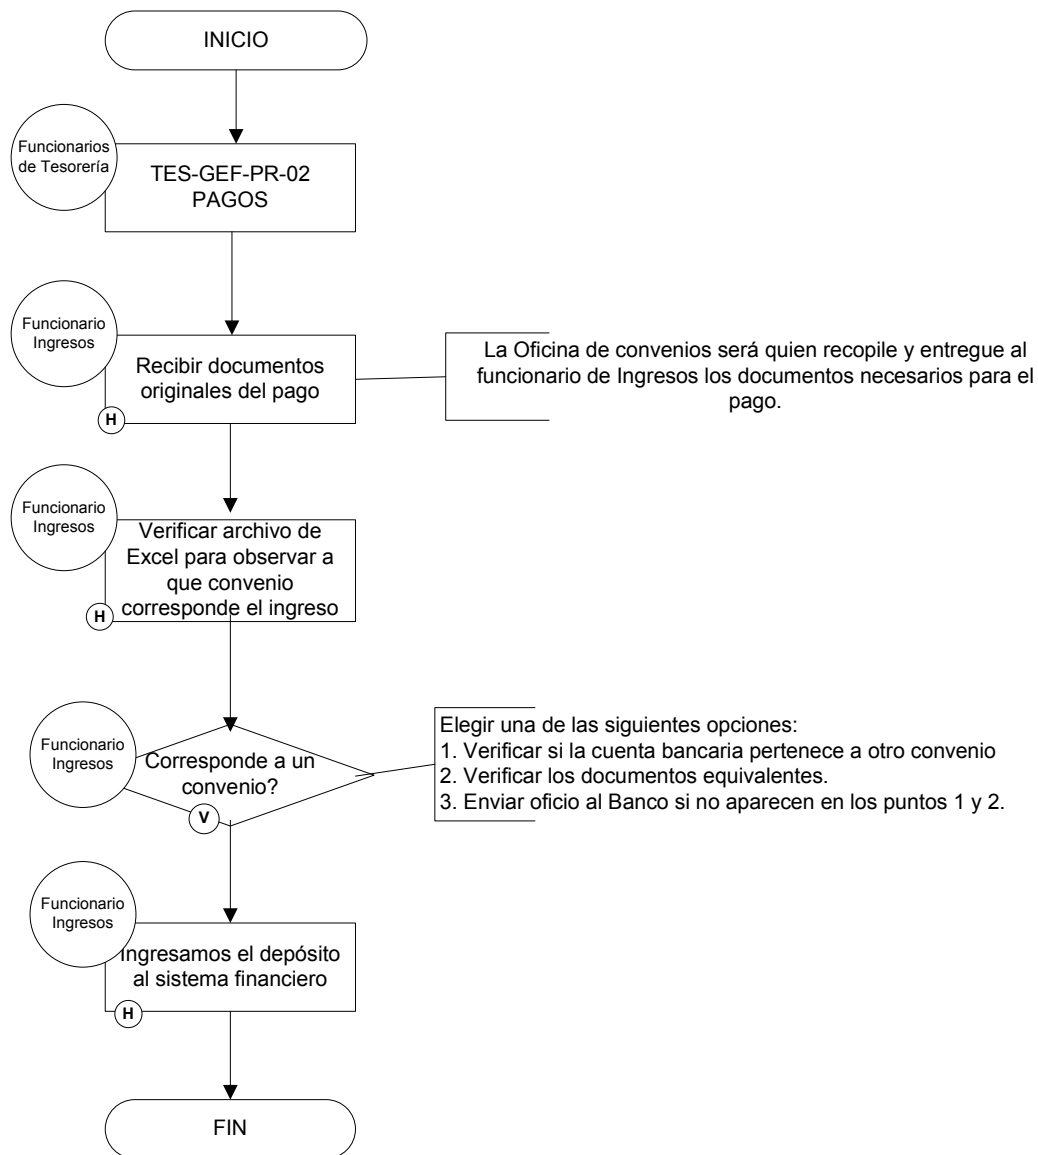 INICIO
Funcionarios
de Tesorería
TES-GEF-PR-02
PAGOS
Funcionario
Ingresos
Recibir documentos
originales del pago
H
La Oficina de convenios será quien recopile y entregue al
funcionario de Ingresos los documentos necesarios para el
pago.
Funcionario
Ingresos
Verificar archivo de
Excel para observar a
que convenio
corresponde el ingreso
H
Funcionario
Ingresos
Corresponde a un
convenio?
V
Elegir una de las siguientes opciones:
1. Verificar si la cuenta bancaria pertenece a otro convenio
2. Verificar los documentos equivalentes.
3. Enviar oficio al Banco si no aparecen en los puntos 1 y 2.
Funcionario
Ingresos
Ingresamos el depósito
al sistema financiero
H
FIN